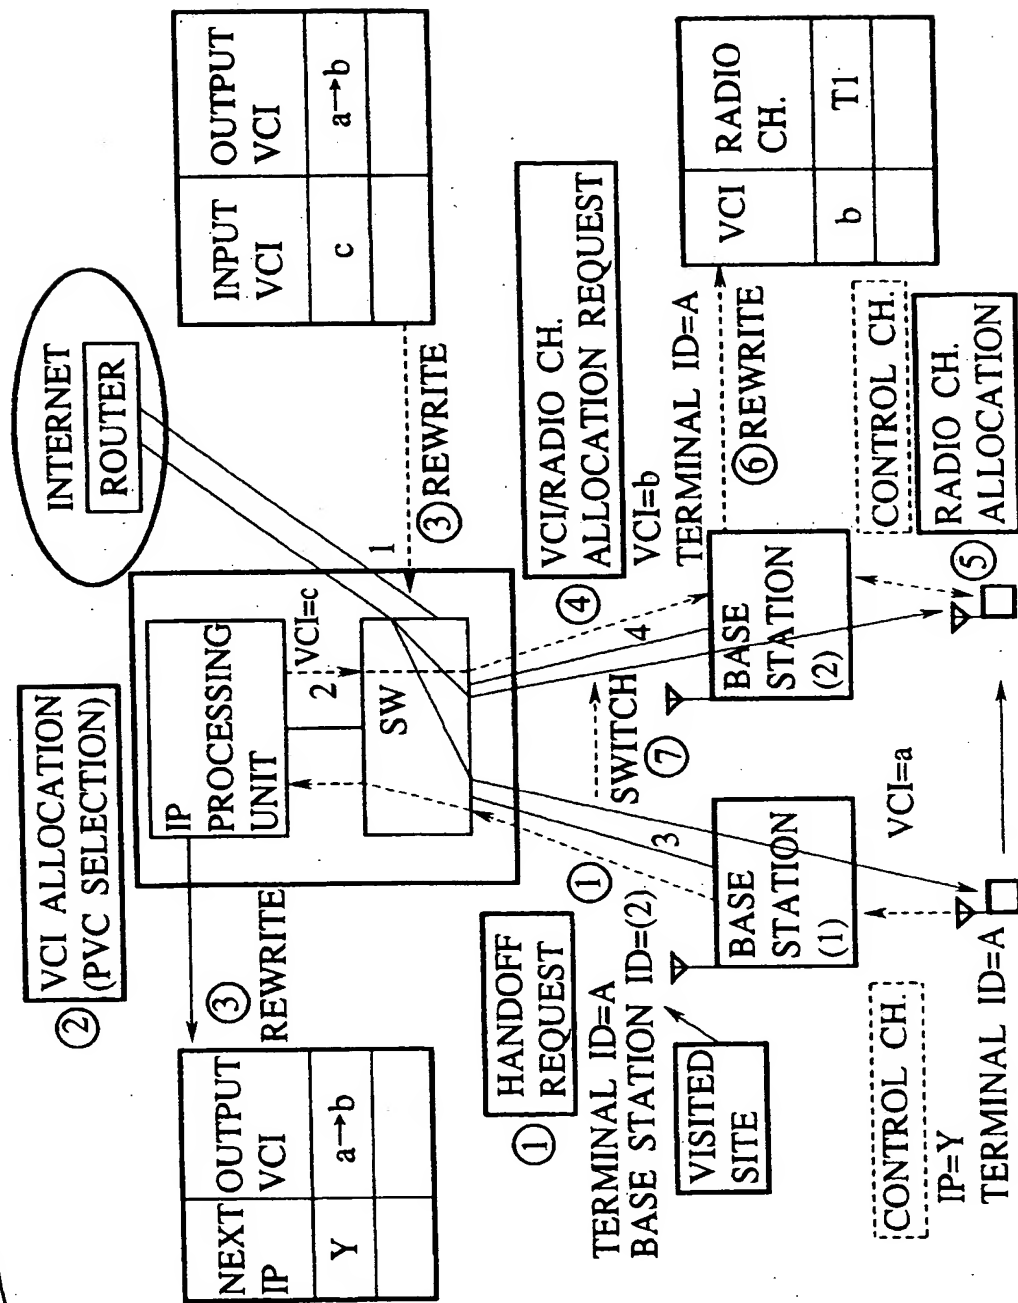 INTERNET
ROUTER
② VCI ALLOCATION
(PVC SELECTION)
IP
PROCESSING
UNIT
VCI=c
2
SW
1
③ REWRITE
INPUT
VCI
OUTPUT
VCI
c
a→b
③
REWRITE
NEXT
IP
OUTPUT
VCI
Y
a→b
① HANDOFF
REQUEST
TERMINAL ID=A
BASE STATION ID=(2)
VISITED
SITE
①
3
SWITCH
⑦
4
④ VCI/RADIO CH.
ALLOCATION REQUEST
VCI=b
TERMINAL ID=A
⑥ REWRITE
VCI
RADIO
CH.
b
T1
BASE
STATION
(1)
BASE
STATION
(2)
VCI=a
CONTROL CH.
IP=Y
TERMINAL ID=A
CONTROL CH.
⑤ RADIO CH.
ALLOCATION